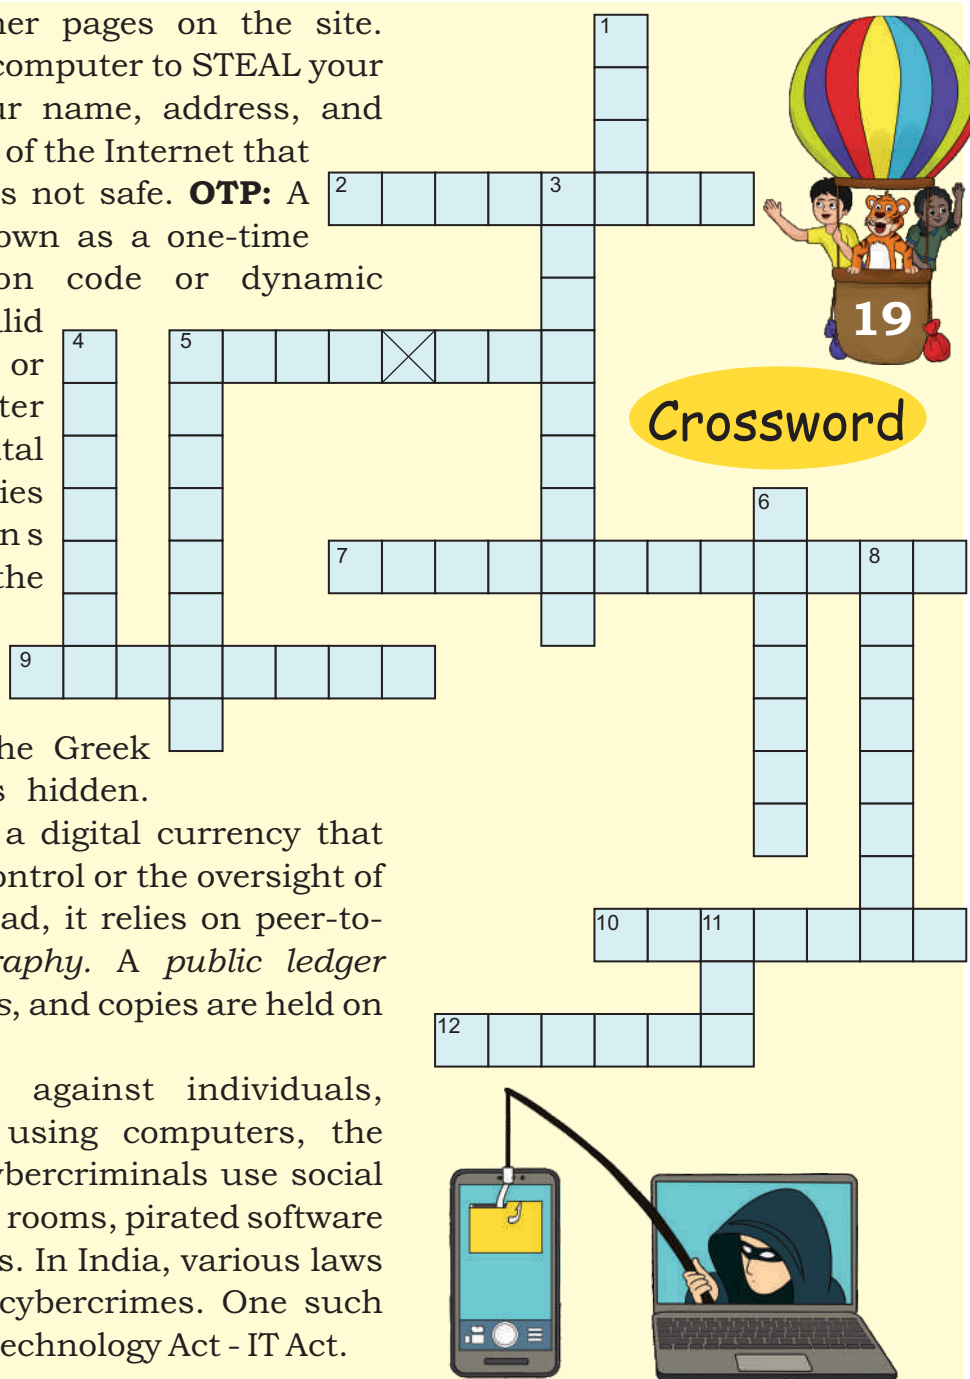 ner pages on the site.
computer to STEAL your
ur name, address, and
of the Internet that
s not safe. OTP: A
own as a one-time
on code or dynamic
lid
or
ter
tal
ies
ns
the
he Greek
s hidden.
a digital currency that
ontrol or the oversight of
ad, it relies on peer-to-
raphy. A public ledger
s, and copies are held on
against individuals,
using computers, the
ybercriminals use social
rooms, pirated software
s. In India, various laws
cybercrimes. One such
echnology Act - IT Act.
19
Crossword
1
2 3
4 5
6
7 8
9
10 11
12